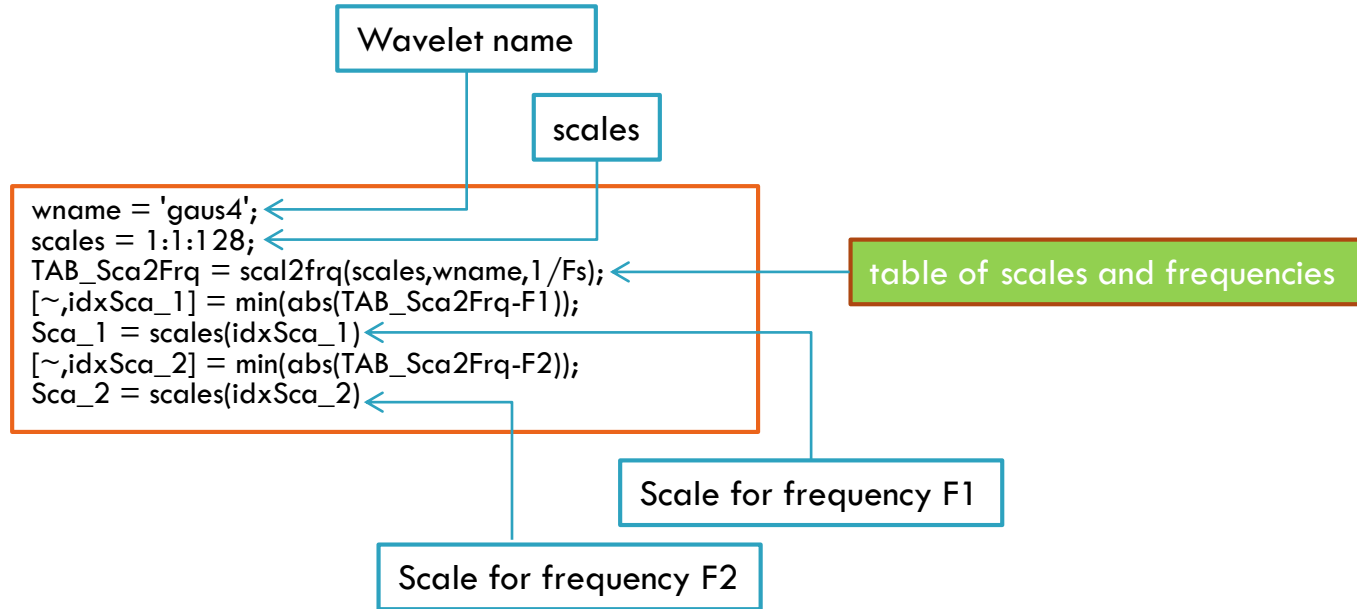 Wavelet name
scales
wname = 'gaus4';
scales = 1:1:128;
TAB_Sca2Frq = scal2frq(scales,wname,1/Fs);
table of scales and frequencies
[~,idxSca_1] = min(abs(TAB_Sca2Frq-F1));
Sca_1 = scales(idxSca_1)
[~,idxSca_2] = min(abs(TAB_Sca2Frq-F2));
Sca_2 = scales(idxSca_2)
Scale for frequency F1
Scale for frequency F2